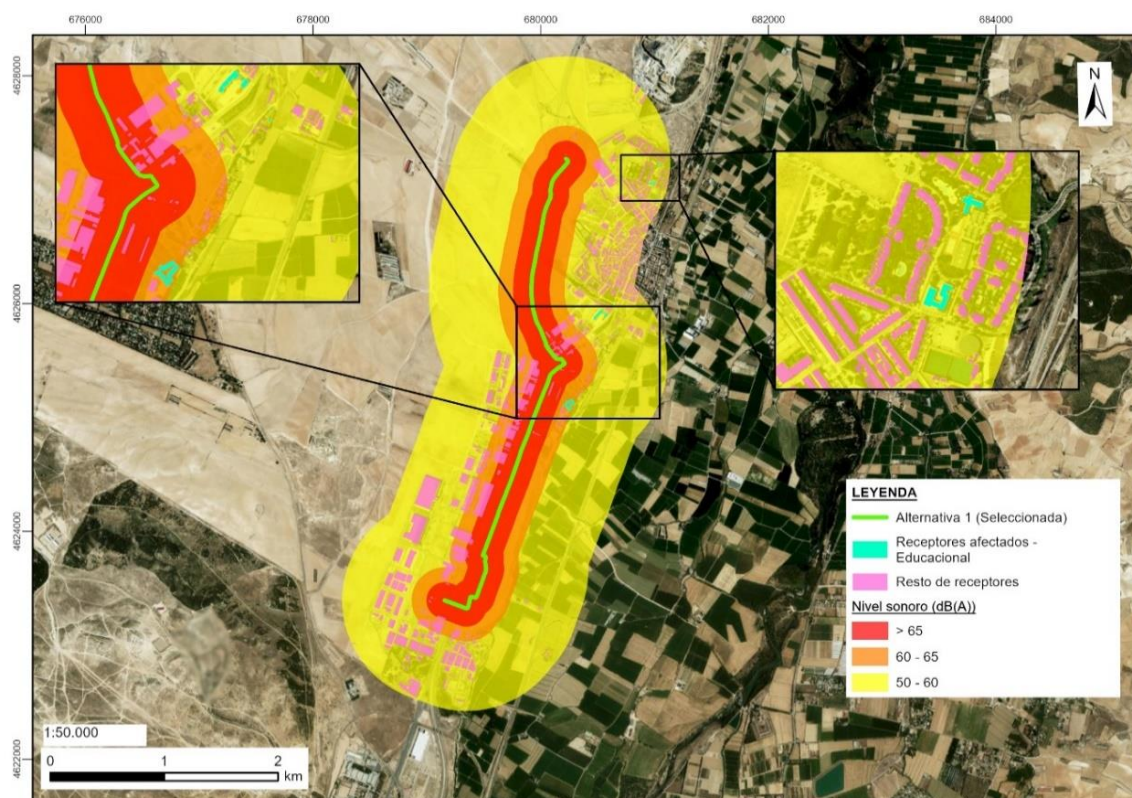 676000
678000
680000
682000
684000
4628000
4626000
4624000
4622000
N
LEYENDA
Alternativa 1 (Seleccionada)
Receptores afectados -
Educacional
Resto de receptores
Nivel sonoro (dB(A))
> 65
60 - 65
50 - 60
1:50.000
0
1
2
km